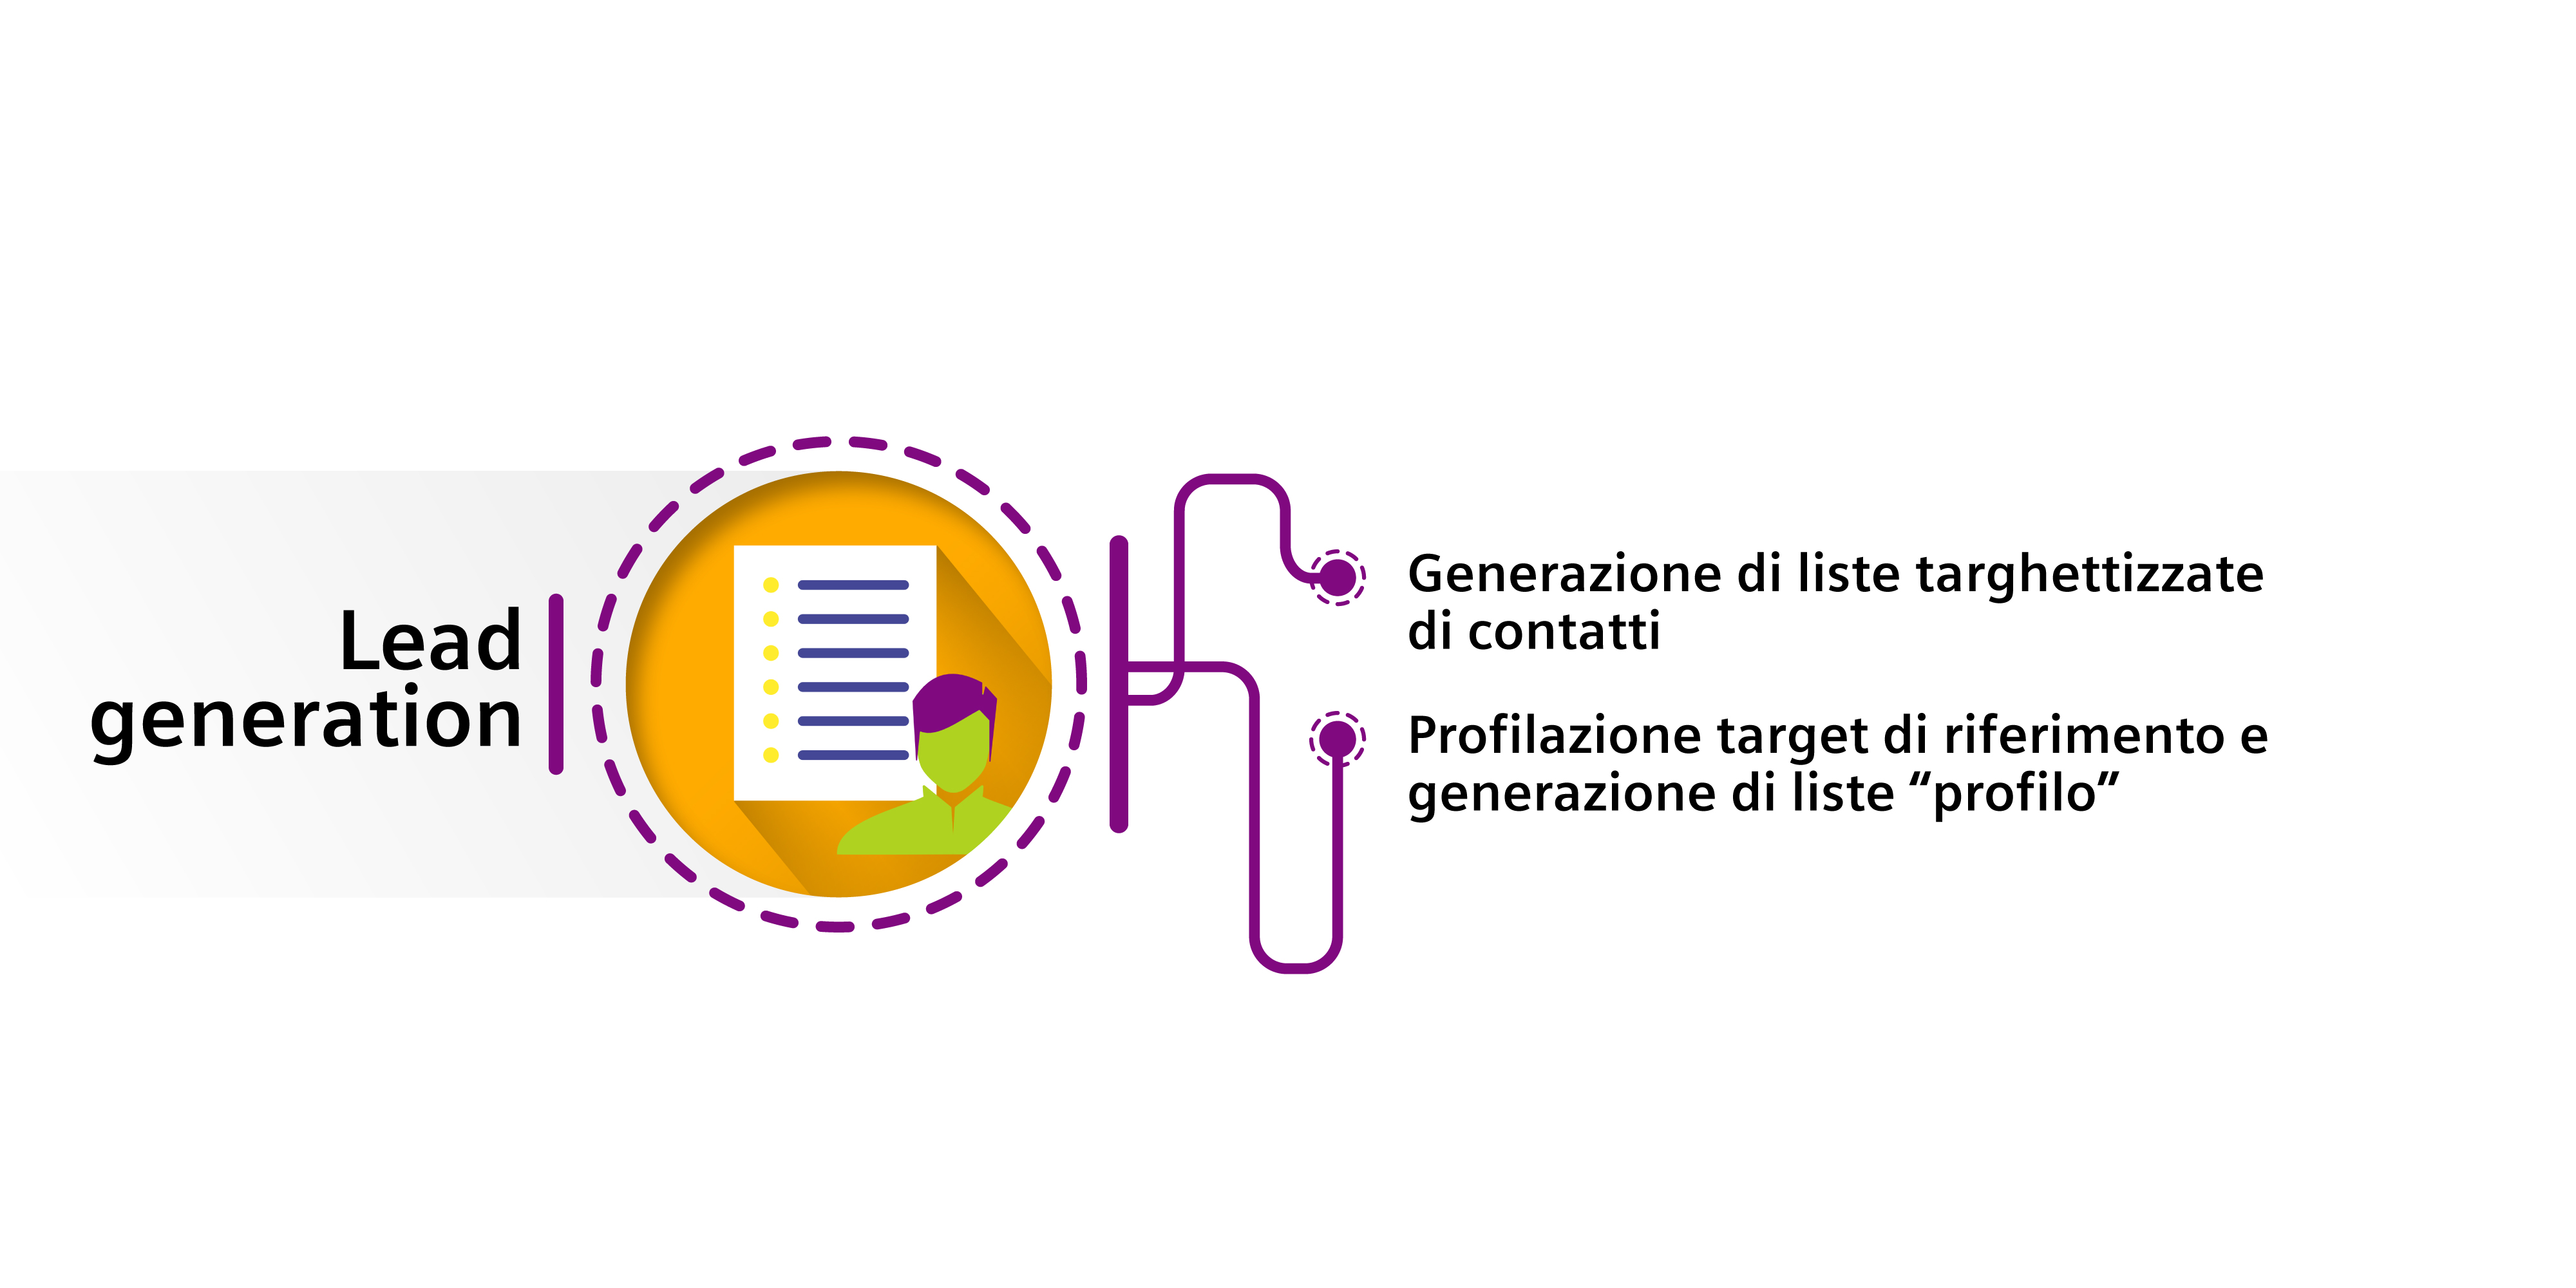 Lead
generation
Generazione di liste targhettizzate
di contatti
Profilazione target di riferimento e
generazione di liste “profilo”